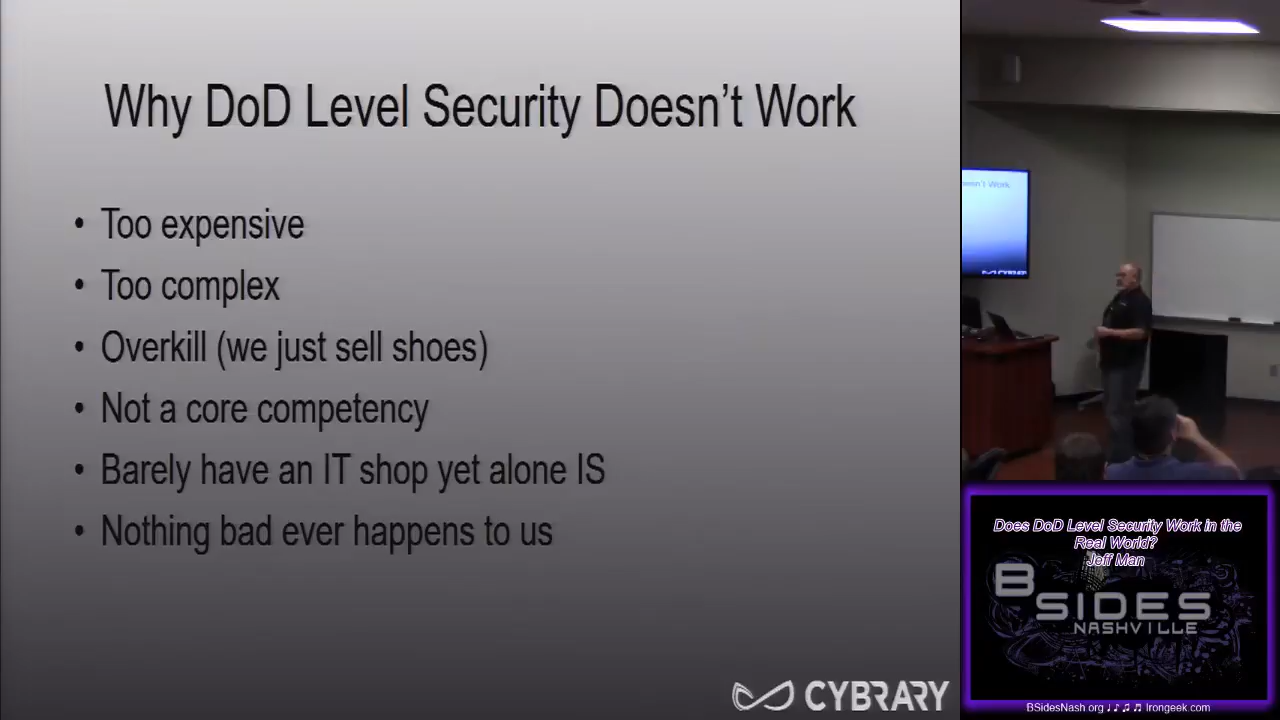 Why DoD Level Security Doesn't Work
• Too expensive
• Too complex
• Overkill (we just sell shoes)
• Not a core competency
• Barely have an IT shop yet alone IS
• Nothing bad ever happens to us
CYBRARY
Does DoD Level Security Work in the
Real World?
Jeff Man
BSIDES
NASHVILLE
BSidesNash.org ♩♪♫♬ Irongeek.com